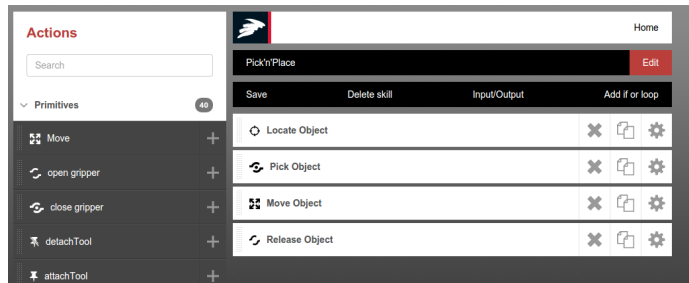 Actions
Search
Primitives 40
Move
open gripper
close gripper
detachTool
attachTool
Home
Pick'n'Place Edit
Save Delete skill Input/Output Add if or loop
Locate Object
Pick Object
Move Object
Release Object